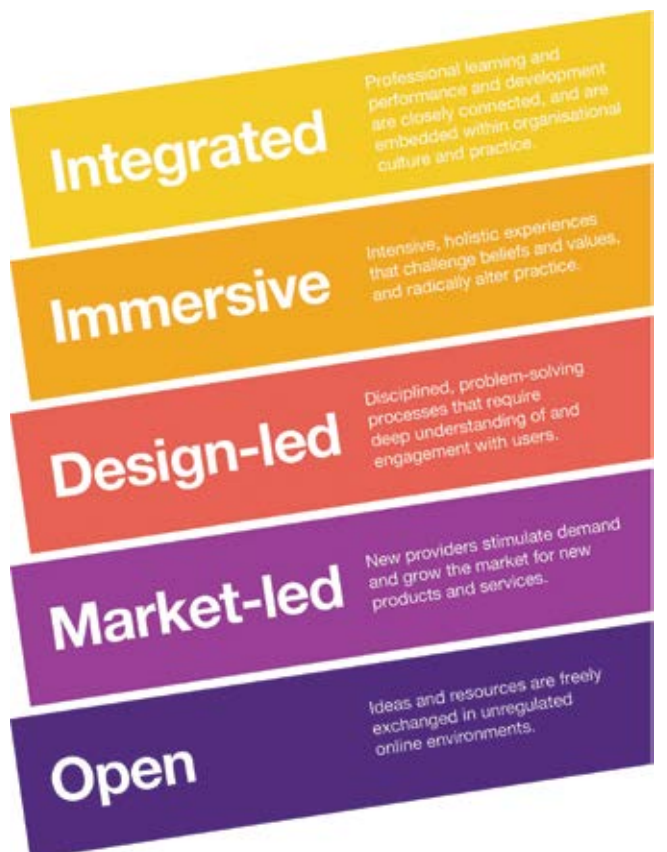 Integrated
Professional learning and
performance and development
are closely connected, and are
embedded within organisational
culture and practice.
Immersive
Intensive, holistic experiences
that challenge beliefs and values,
and radically alter practice.
Design-led
Disciplined, problem-solving
processes that require
deep understanding of and
engagement with users.
Market-led
New providers stimulate demand
and grow the market for new
products and services.
Open
Ideas and resources are freely
exchanged in unregulated
online environments.